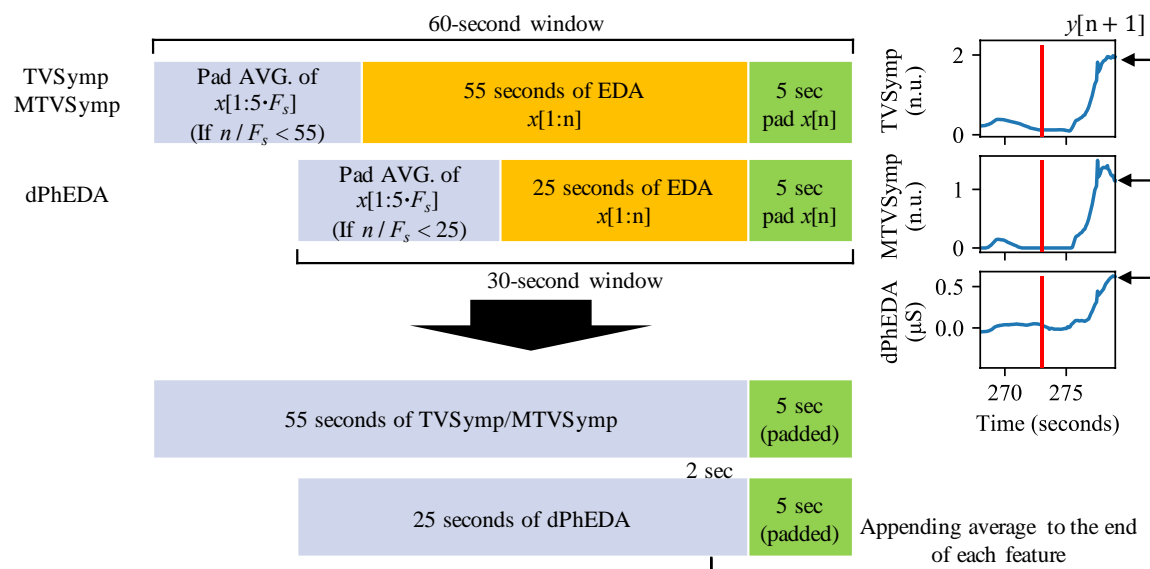 60-second window
TVSymp
MTVSymp
Pad AVG. of
x[1:5·Fₛ]
(If n / Fₛ < 55)
55 seconds of EDA
x[1:n]
5 sec
pad x[n]
dPhEDA
Pad AVG. of
x[1:5·Fₛ]
(If n / Fₛ < 25)
25 seconds of EDA
x[1:n]
5 sec
pad x[n]
30-second window
55 seconds of TVSymp/MTVSymp
5 sec
(padded)
2 sec
25 seconds of dPhEDA
5 sec
(padded)
y[n + 1]
TVSymp
(n.u.)
2
0
MTVSymp
(n.u.)
1
0
dPhEDA
(μS)
0.5
0.0
270 275
Time (seconds)
Appending average to the end
of each feature